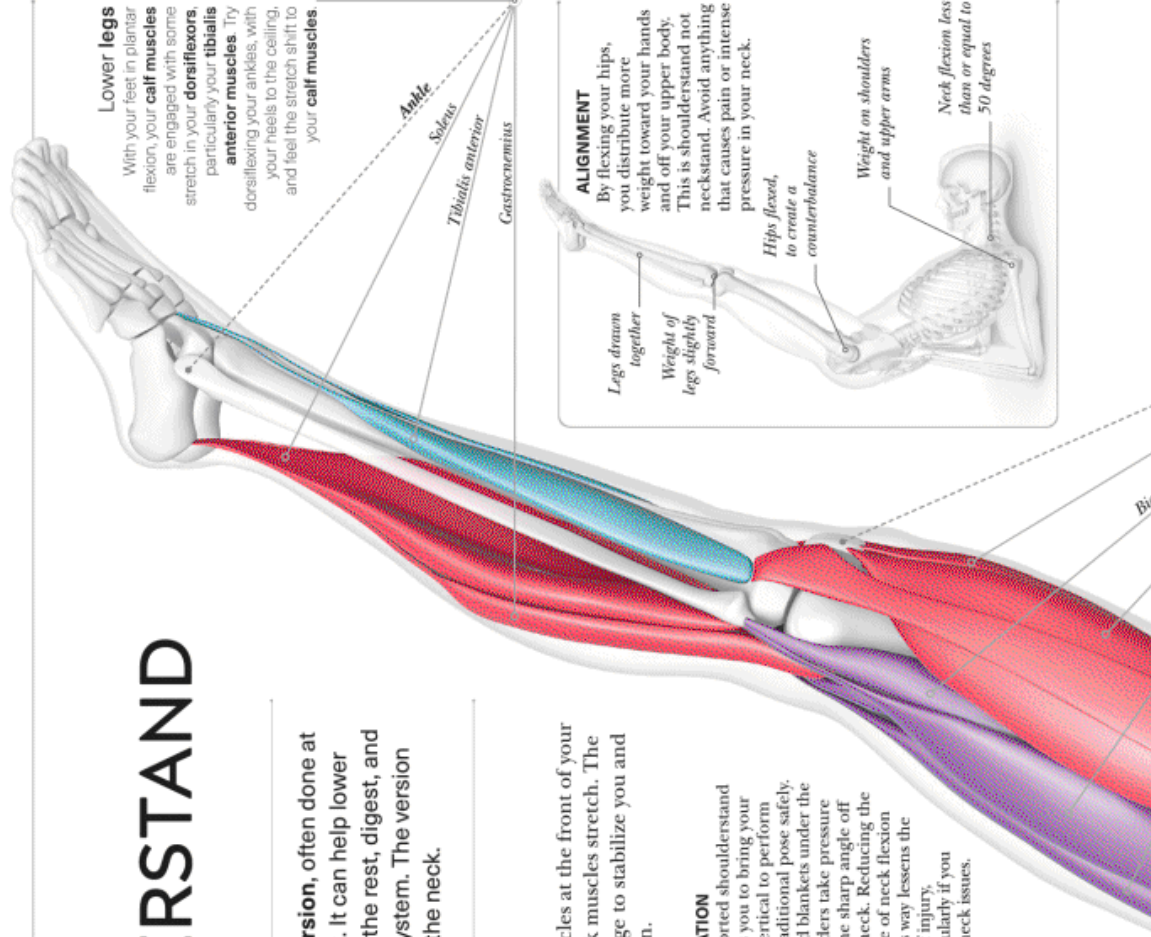 Lower legs
With your feet in plantar
flexion, your calf muscles
are engaged with some
stretch in your dorsiflexors,
particularly your tibialis
anterior muscles. Try
dorsiflexing your ankles, with
your heels to the ceiling,
and feel the stretch shift to
your calf muscles.
Ankle
Soleus
Tibialis anterior
Gastrocnemius
ALIGNMENT
By flexing your hips,
you distribute more
weight toward your hands
and off your upper body.
This is shoulderstand not
neckstand. Avoid anything
that causes pain or intense
pressure in your neck.
Legs drawn
together
Weight of
legs slightly
forward
Hips flexed,
to create a
counterbalance
Weight on shoulders
and upper arms
Neck flexion less
than or equal to
50 degrees
RSTAND
rsion, often done at
. It can help lower
the rest, digest, and
ystem. The version
the neck.
cles at the front of your
k muscles stretch. The
ge to stabilize you and
n.
TION
orted shoulderstand
you to bring your
ertical to perform
ditional pose safely.
d blankets under the
ders take pressure
he sharp angle off
neck. Reducing the
e of neck flexion
s way lessens the
injury,
ularly if you
neck issues.